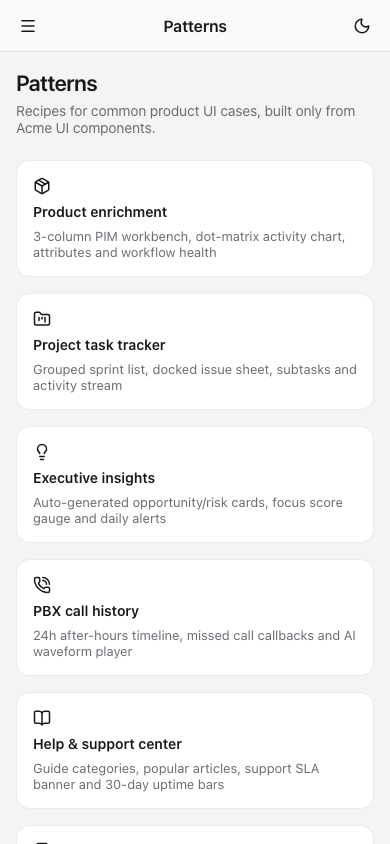 Patterns
Patterns
Recipes for common product UI cases, built only from
Acme UI components.
Product enrichment
3-column PIM workbench, dot-matrix activity chart,
attributes and workflow health
Project task tracker
Grouped sprint list, docked issue sheet, subtasks and
activity stream
Executive insights
Auto-generated opportunity/risk cards, focus score
gauge and daily alerts
PBX call history
24h after-hours timeline, missed call callbacks and AI
waveform player
Help & support center
Guide categories, popular articles, support SLA
banner and 30-day uptime bars